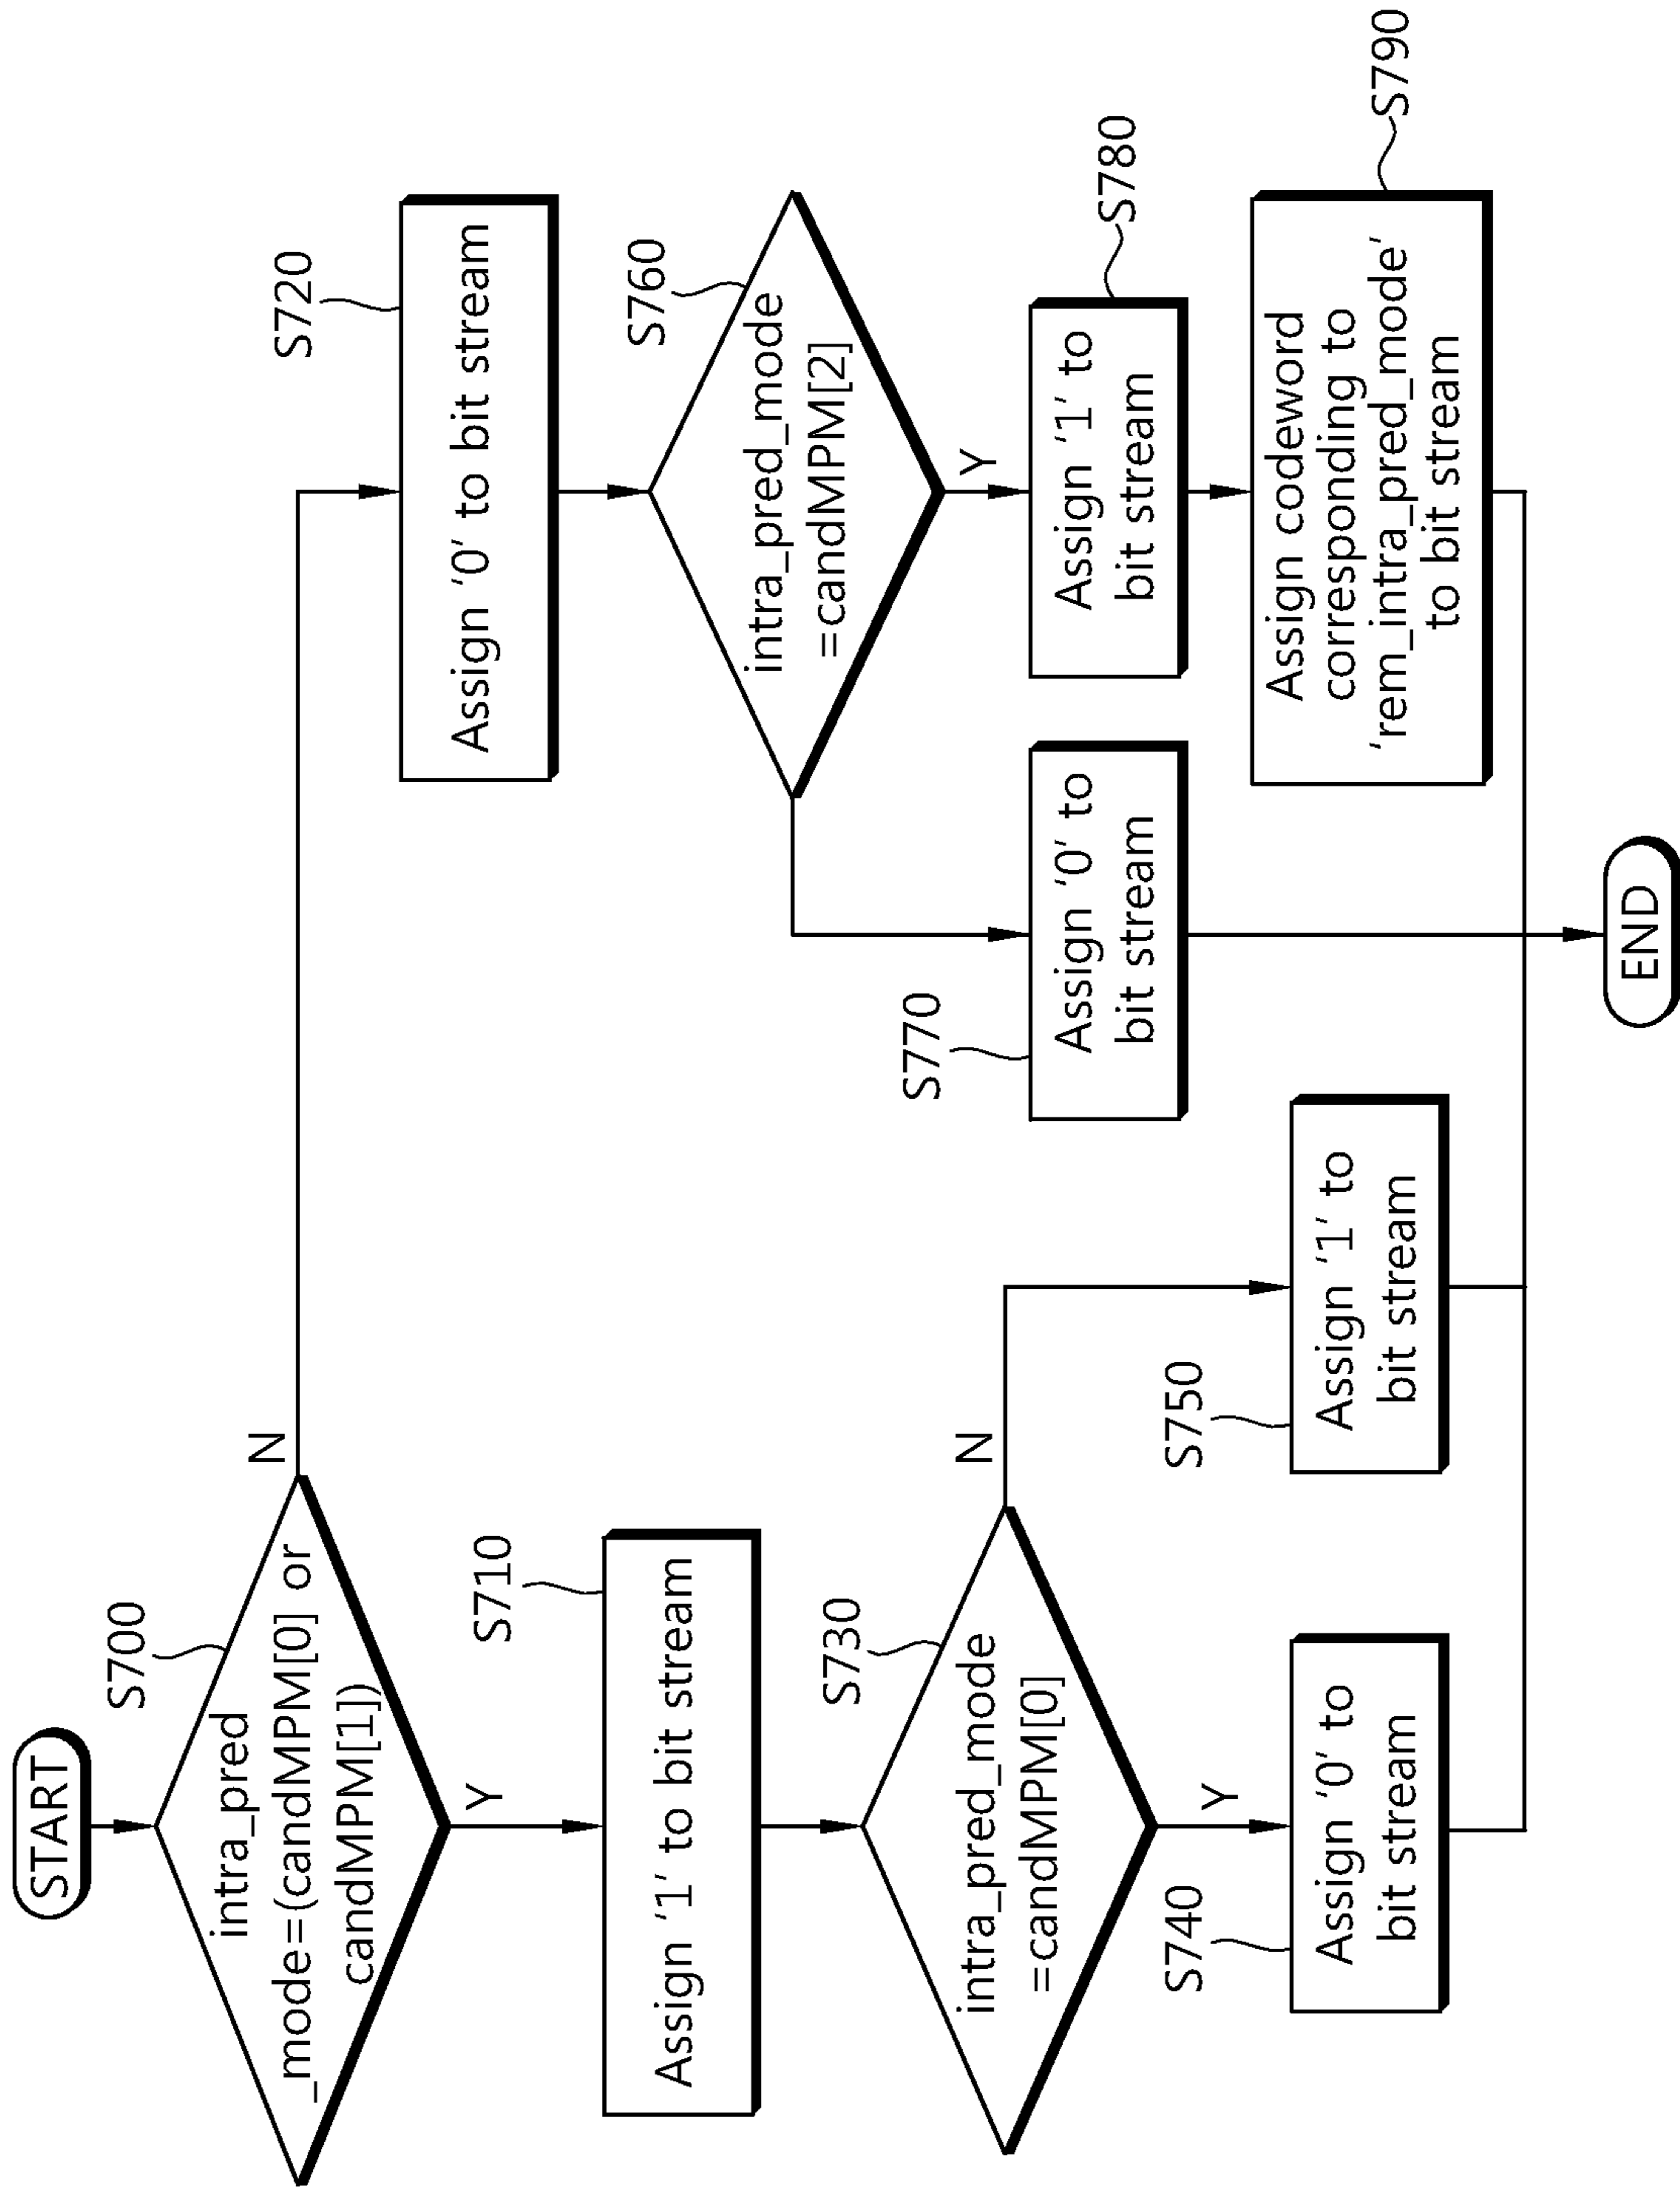 START
S700
intra_pred
_mode=(candMPM[0] or
candMPM[1])
N
Y
S710
Assign '1' to bit stream
S720
Assign '0' to bit stream
S730
intra_pred_mode
=candMPM[0]
N
Y
S740
Assign '0' to
bit stream
S750
Assign '1' to
bit stream
S760
intra_pred_mode
=candMPM[2]
Y
S770
Assign '0' to
bit stream
S780
Assign '1' to
bit stream
S790
Assign codeword
corresponding to
'rem_intra_pred_mode'
to bit stream
END